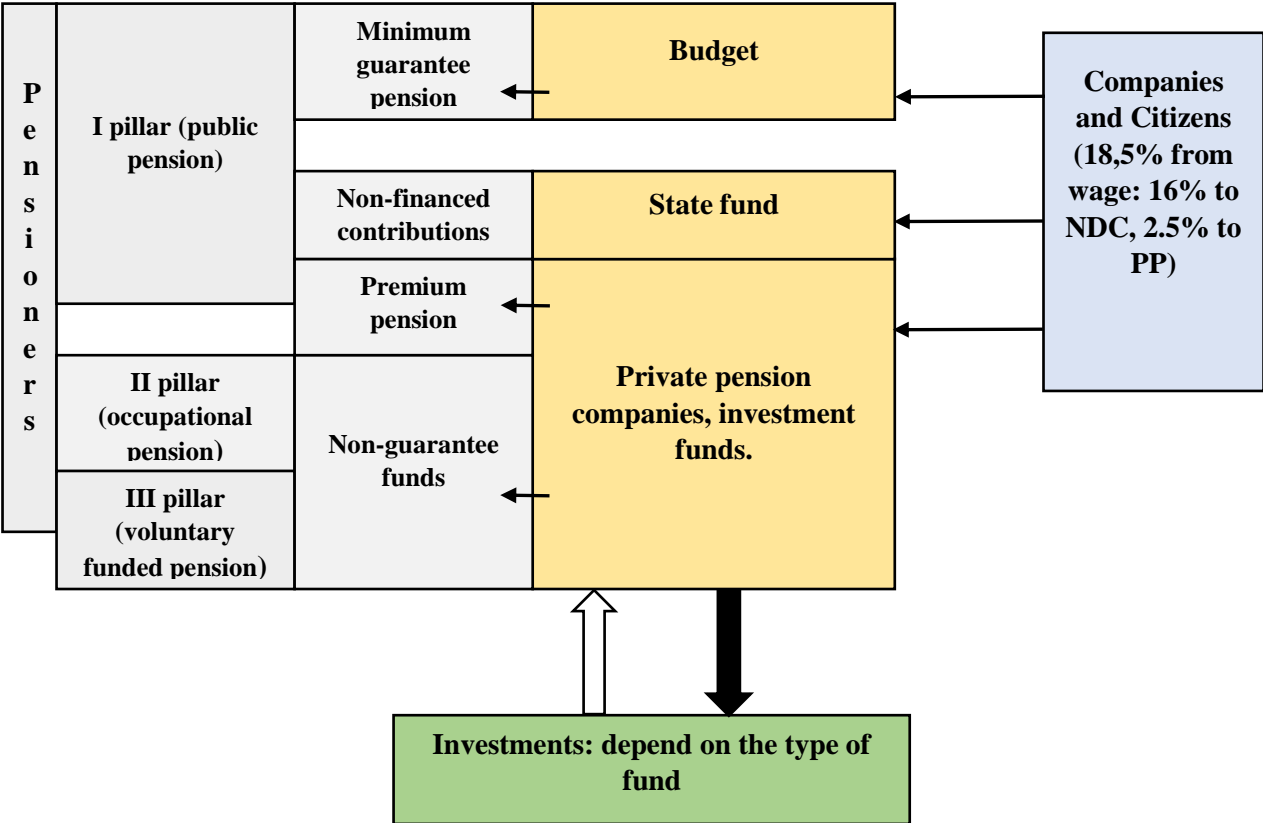 Pensioners
I pillar (public
pension)
Minimum
guarantee
pension
Budget
Companies
and Citizens
(18,5% from
wage: 16% to
NDC, 2.5% to
PP)
Non-financed
contributions
State fund
Premium
pension
Private pension
companies, investment
funds.
II pillar
(occupational
pension)
Non-guarantee
funds
III pillar
(voluntary
funded pension)
Investments: depend on the type of
fund